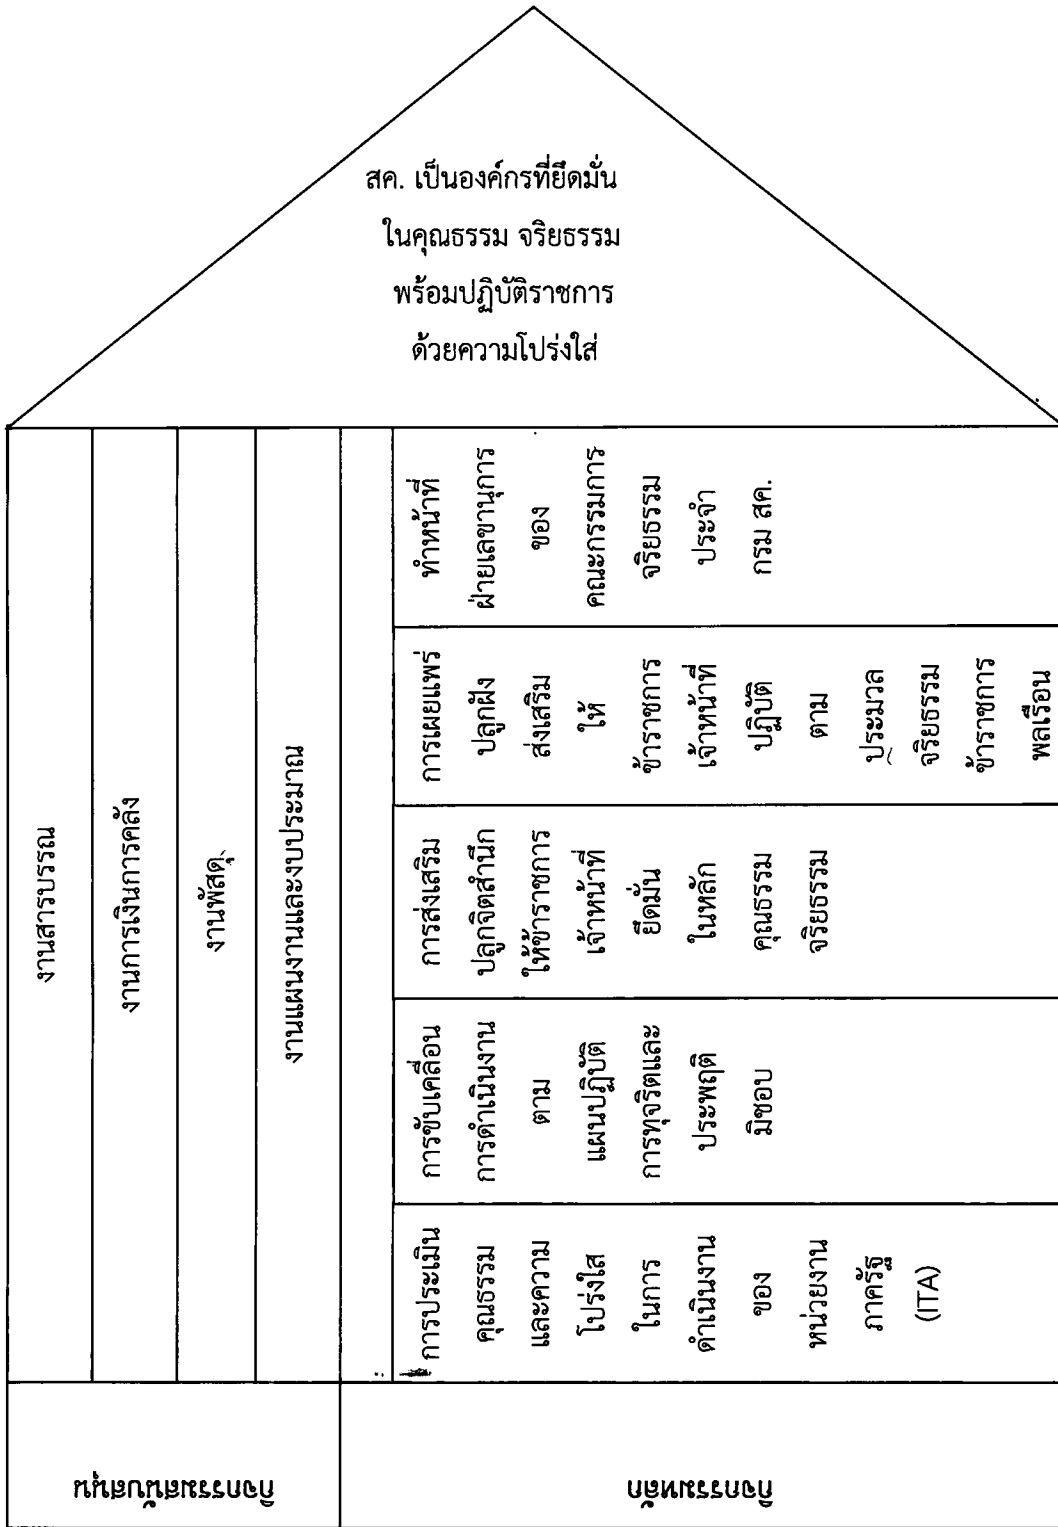 สค. เป็นองค์กรที่ยึดมั่น
ในคุณธรรม จริยธรรม
พร้อมปฏิบัติราชการ
ด้วยความโปร่งใส่
กิจกรรมสนับสนุน
งานสารบรรณ
งานการเงินการคลัง
งานพัสดุ
งานแผนงานและงบประมาณ
กิจกรรมหลัก
การประเมิน
คุณธรรม
และความ
โปร่งใส
ในการ
ดำเนินงาน
ของ
หน่วยงาน
ภาครัฐ
(ITA)
การขับเคลื่อน
การดำเนินงาน
ตาม
แผนปฏิบัติ
การทุจริตและ
ประพฤติ
มิชอบ
การส่งเสริม
ปลูกจิตสำนึก
ให้ข้าราชการ
เจ้าหน้าที่
ยึดมั่น
ในหลัก
คุณธรรม
จริยธรรม
การเผยแพร่
ปลูกฝัง
ส่งเสริม
ให้
ข้าราชการ
เจ้าหน้าที่
ปฏิบัติ
ตาม
ประมวล
จริยธรรม
ข้าราชการ
พลเรือน
ทำหน้าที่
ฝ่ายเลขานุการ
ของ
คณะกรรมการ
จริยธรรม
ประจำ
กรม สค.